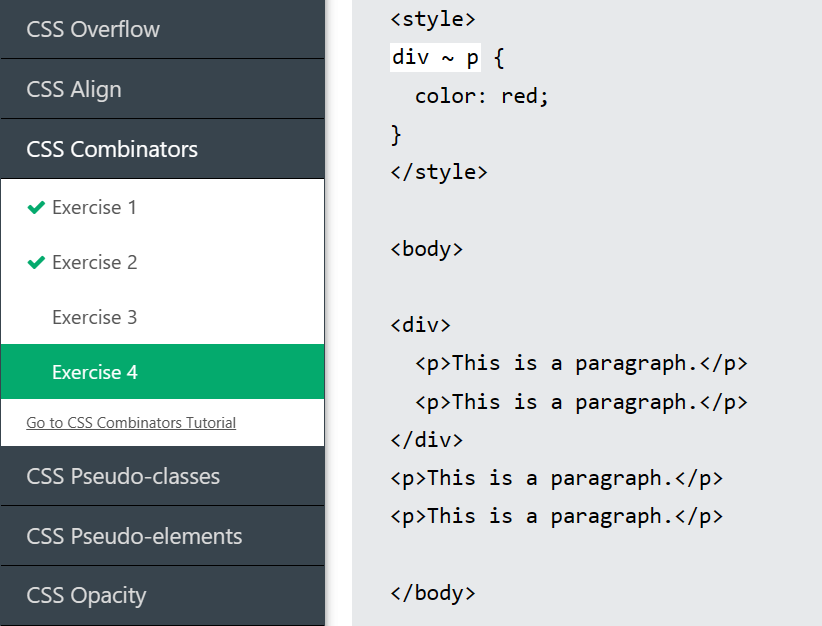 CSS Overflow
CSS Align
CSS Combinators
Exercise 1
Exercise 2
Exercise 3
Exercise 4
Go to CSS Combinators Tutorial
CSS Pseudo-classes
CSS Pseudo-elements
CSS Opacity
<style>
div ~ p {
  color: red;
}
</style>
<body>
<div>
  <p>This is a paragraph.</p>
  <p>This is a paragraph.</p>
</div>
<p>This is a paragraph.</p>
<p>This is a paragraph.</p>
</body>